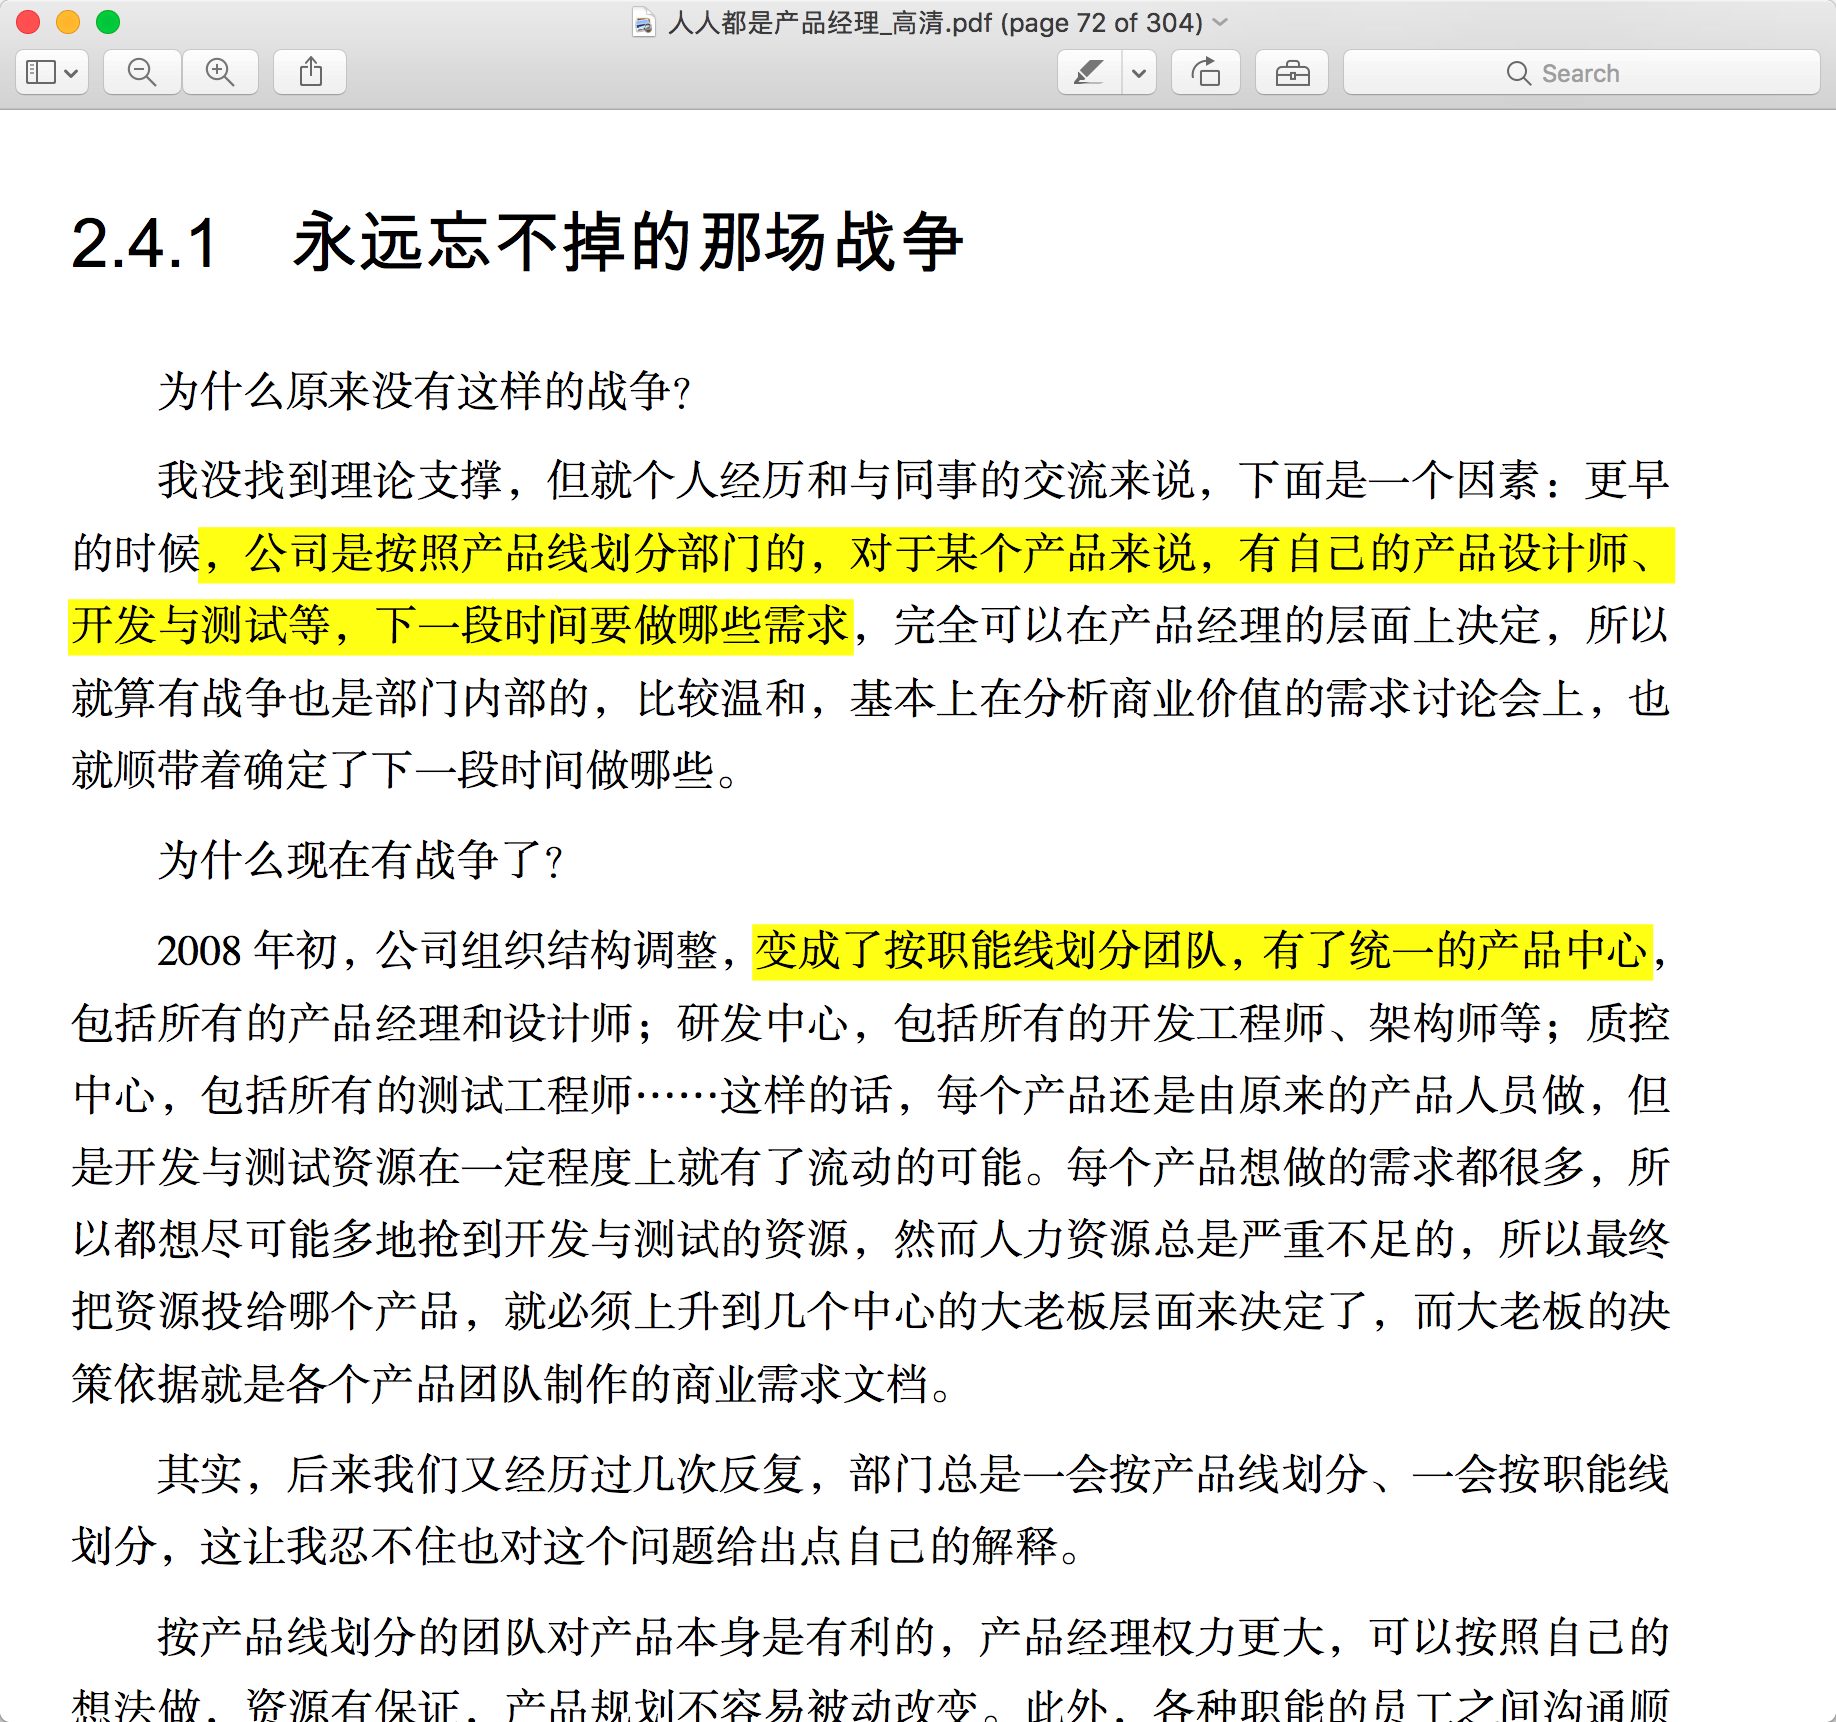 人人都是产品经理_高清.pdf (page 72 of 304)
Search
2.4.1 永远忘不掉的那场战争
为什么原来没有这样的战争？
我没找到理论支撑，但就个人经历和与同事的交流来说，下面是一个因素：更早
的时候，公司是按照产品线划分部门的，对于某个产品来说，有自己的产品设计师、
开发与测试等，下一段时间要做哪些需求，完全可以在产品经理的层面上决定，所以
就算有战争也是部门内部的，比较温和，基本上在分析商业价值的需求讨论会上，也
就顺带着确定了下一段时间做哪些。
为什么现在有战争了？
2008 年初，公司组织结构调整，变成了按职能线划分团队，有了统一的产品中心，
包括所有的产品经理和设计师；研发中心，包括所有的开发工程师、架构师等；质控
中心，包括所有的测试工程师……这样的话，每个产品还是由原来的产品人员做，但
是开发与测试资源在一定程度上就有了流动的可能。每个产品想做的需求都很多，所
以都想尽可能多地抢到开发与测试的资源，然而人力资源总是严重不足的，所以最终
把资源投给哪个产品，就必须上升到几个中心的大老板层面来决定了，而大老板的决
策依据就是各个产品团队制作的商业需求文档。
其实，后来我们又经历过几次反复，部门总是一会按产品线划分、一会按职能线
划分，这让我忍不住也对这个问题给出点自己的解释。
按产品线划分的团队对产品本身是有利的，产品经理权力更大，可以按照自己的
想法做，资源有保证，产品规划不容易被动改变。此外，各种职能的员工之间沟通顺